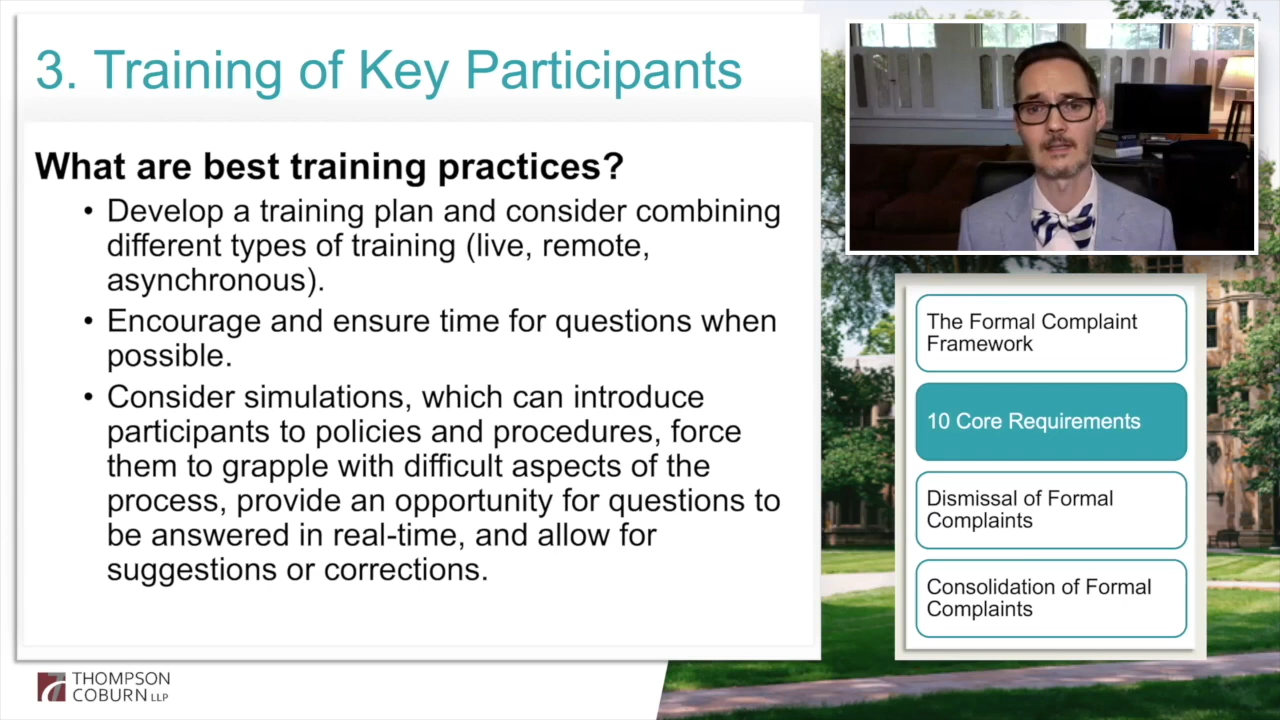 3. Training of Key Participants
What are best training practices?
• Develop a training plan and consider combining
different types of training (live, remote,
asynchronous).
• Encourage and ensure time for questions when
possible.
• Consider simulations, which can introduce
participants to policies and procedures, force
them to grapple with difficult aspects of the
process, provide an opportunity for questions to
be answered in real-time, and allow for
suggestions or corrections.
The Formal Complaint
Framework
10 Core Requirements
Dismissal of Formal
Complaints
Consolidation of Formal
Complaints
THOMPSON
COBURN LLP